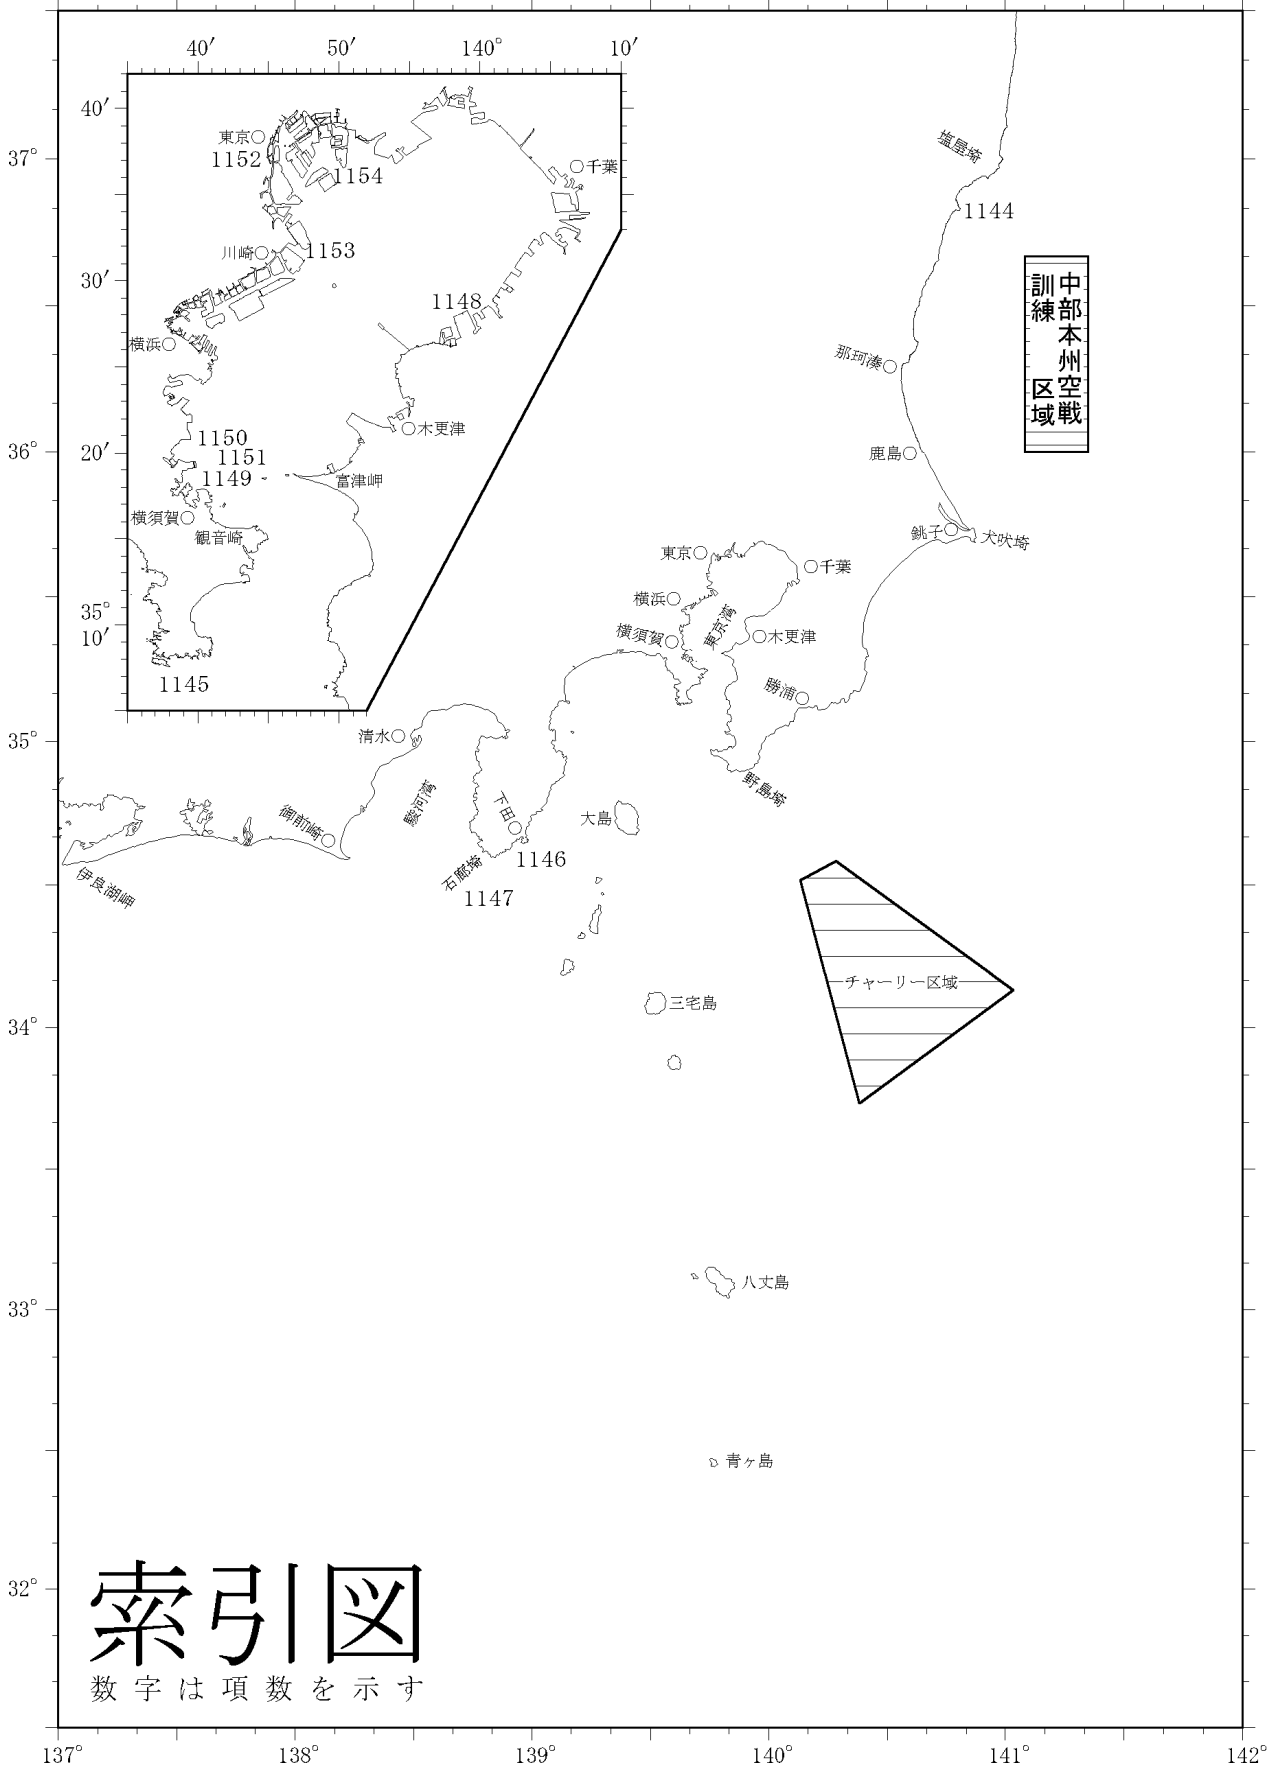 40′
50′
140°
10′
40′
30′
20′
35°
10′
東京
1152
1154
千葉
川崎
1153
1148
横浜
木更津
1150
1151
1149
富津岬
横須賀
観音崎
1145
37°
36°
35°
34°
33°
32°
塩屋埼
1144
中部本州空戦
訓練 区域
那珂湊
鹿島
銚子
犬吠埼
東京
千葉
横浜
東京湾
横須賀
木更津
勝浦
野島埼
清水
駿河湾
御前崎
伊良湖岬
下田
1146
石廊埼
1147
大島
チャーリー区域
三宅島
八丈島
青ヶ島
索引図
数字は項数を示す
137°
138°
139°
140°
141°
142°